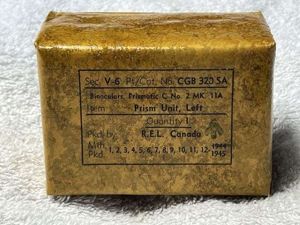 Sec. V-6 Pt/Cat. No. CGB 320 SA
Binoculars, Prismatic C. No. 2 MK. 11A
Item Prism Unit, Left
Quantity 1
Pkd by R.E.L. Canada
Mth 1944
Pkd. 1, 2, 3, 4, 5, 6, 7, 8, 9, 10, 11, 12- 1945